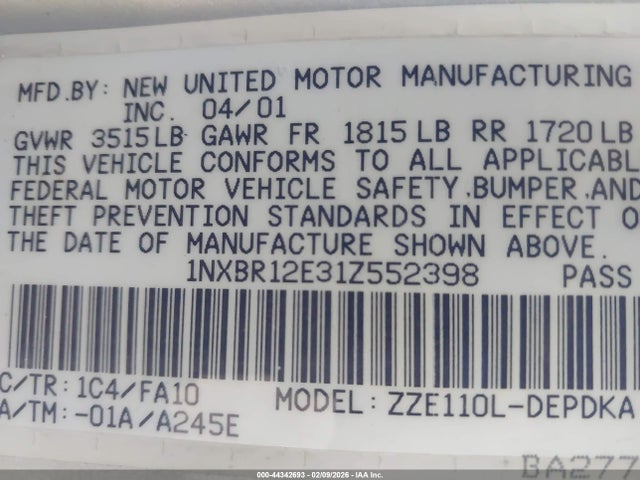 MFD.BY: NEW UNITED MOTOR MANUFACTURING
INC. 04/01
GVWR 3515LB GAWR FR 1815LB RR 1720LB
THIS VEHICLE CONFORMS TO ALL APPLICABL
FEDERAL MOTOR VEHICLE SAFETY,BUMPER,AND
THEFT PREVENTION STANDARDS IN EFFECT O
THE DATE OF MANUFACTURE SHOWN ABOVE.
1NXBR12E31Z552398 PASS
C/TR: 1C4/FA10
MODEL: ZZE110L-DEPDKA
A/TM: -01A/A245E
BA277
000-44342693 - 02/09/2026 - IAAI Inc.